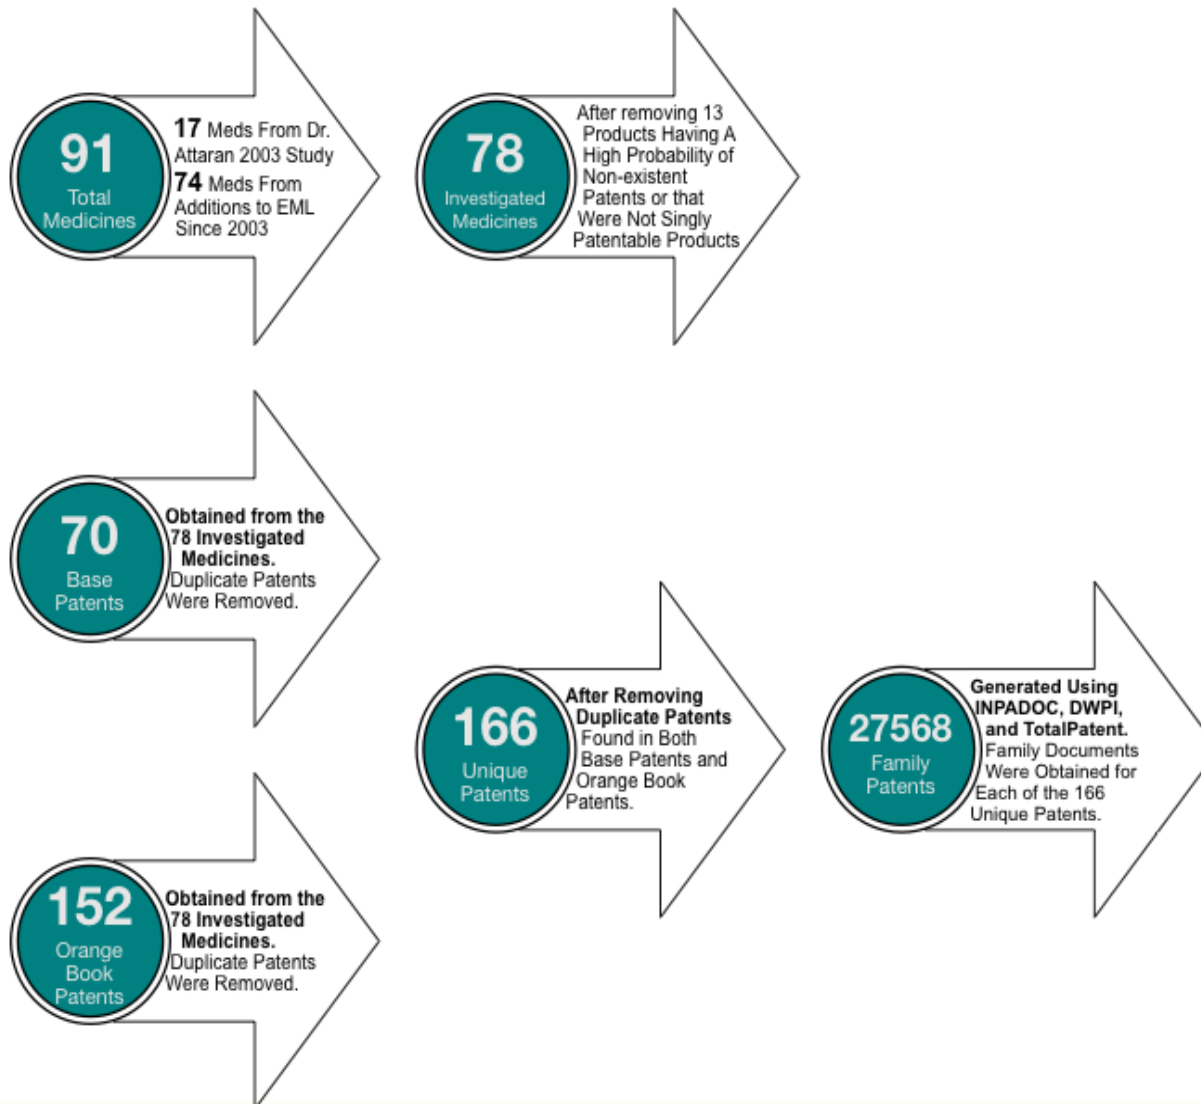 91
Total
Medicines
17 Meds From Dr.
Attaran 2003 Study
74 Meds From
Additions to EML
Since 2003
78
Investigated
Medicines
After removing 13
Products Having A
High Probability of
Non-existent
Patents or that
Were Not Singly
Patentable Products
70
Base
Patents
Obtained from the
78 Investigated
Medicines.
Duplicate Patents
Were Removed.
152
Orange
Book
Patents
Obtained from the
78 Investigated
Medicines.
Duplicate Patents
Were Removed.
166
Unique
Patents
After Removing
Duplicate Patents
Found in Both
Base Patents and
Orange Book
Patents.
27568
Family
Patents
Generated Using
INPADOC, DWPI,
and TotalPatent.
Family Documents
Were Obtained for
Each of the 166
Unique Patents.